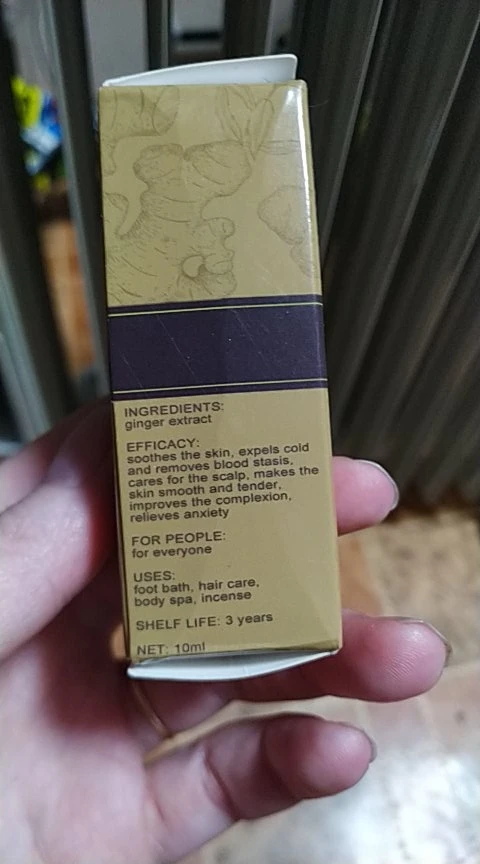 INGREDIENTS:
ginger extract
EFFICACY:
soothes the skin, expels cold
and removes blood stasis,
cares for the scalp, makes the
skin smooth and tender,
improves the complexion,
relieves anxiety
FOR PEOPLE:
for everyone
USES:
foot bath, hair care,
body spa, incense
SHELF LIFE: 3 years
NET: 10ml